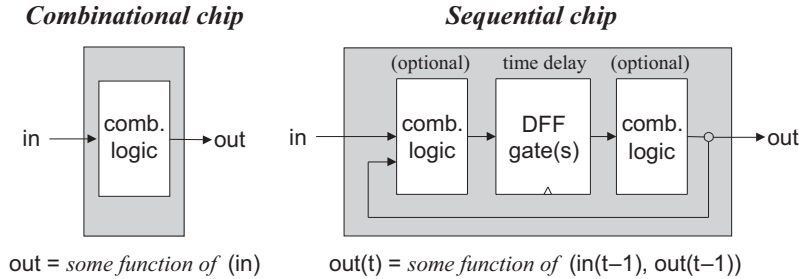 Combinational chip
Sequential chip
(optional) time delay (optional)
in
comb.
logic
out
in
comb.
logic
DFF
gate(s)
comb.
logic
out
out = some function of (in)
out(t) = some function of (in(t–1), out(t–1))